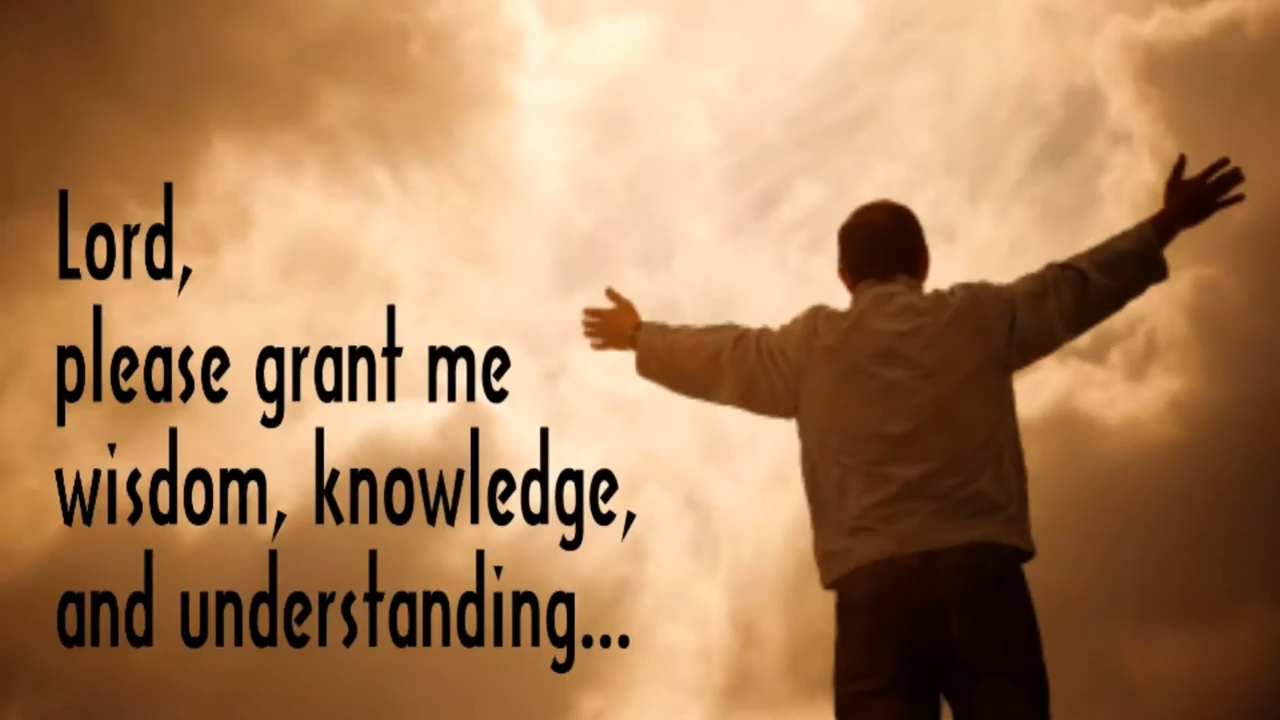 Lord,
please grant me
wisdom, knowledge,
and understanding...